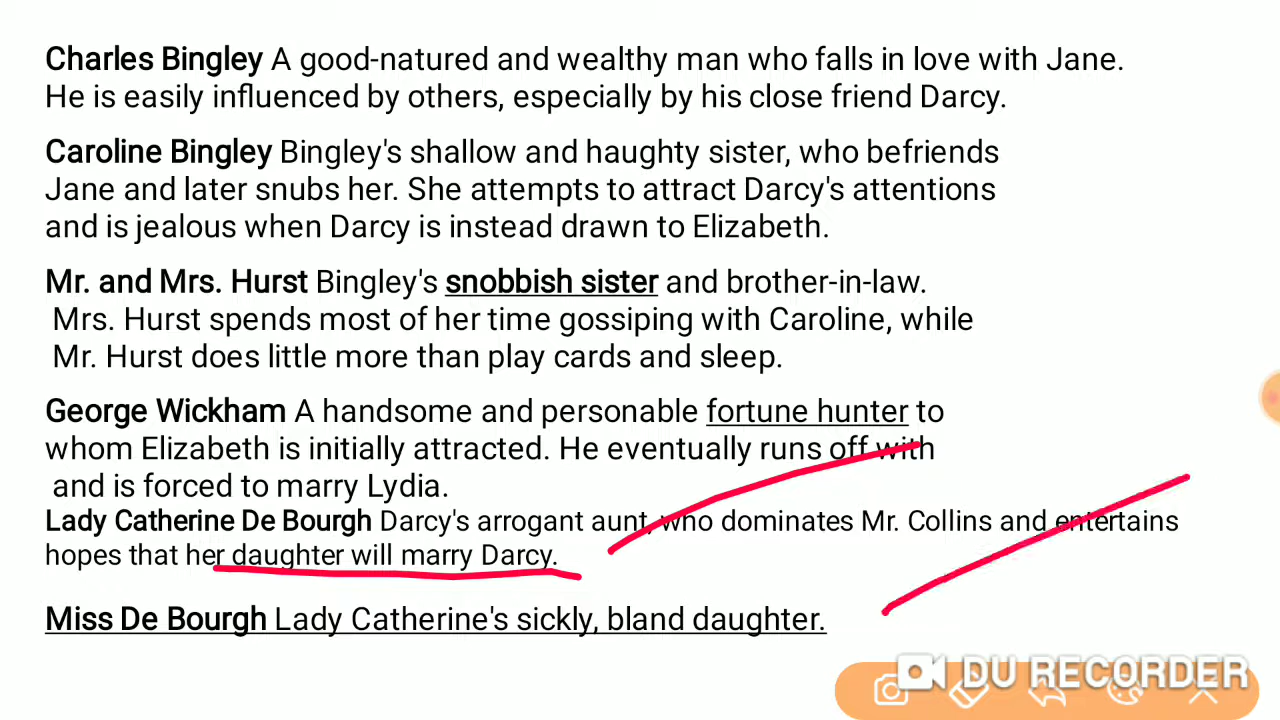 Charles Bingley A good-natured and wealthy man who falls in love with Jane.
He is easily influenced by others, especially by his close friend Darcy.
Caroline Bingley Bingley's shallow and haughty sister, who befriends
Jane and later snubs her. She attempts to attract Darcy's attentions
and is jealous when Darcy is instead drawn to Elizabeth.
Mr. and Mrs. Hurst Bingley's snobbish sister and brother-in-law.
Mrs. Hurst spends most of her time gossiping with Caroline, while
Mr. Hurst does little more than play cards and sleep.
George Wickham A handsome and personable fortune hunter to
whom Elizabeth is initially attracted. He eventually runs off with
and is forced to marry Lydia.
Lady Catherine De Bourgh Darcy's arrogant aunt, who dominates Mr. Collins and entertains
hopes that her daughter will marry Darcy.
Miss De Bourgh Lady Catherine's sickly, bland daughter.
DU RECORDER